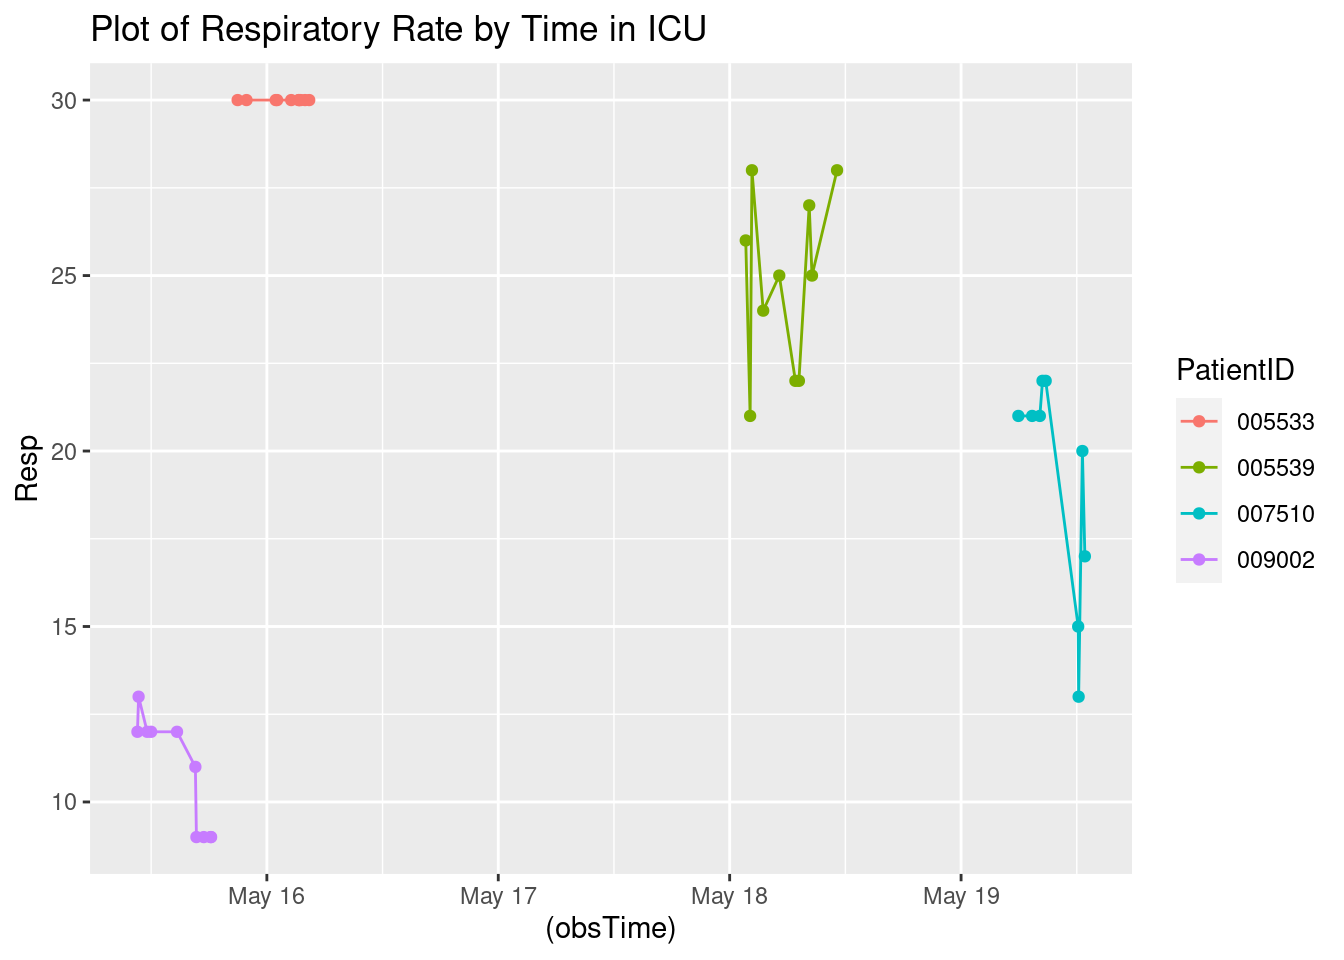 Plot of Respiratory Rate by Time in ICU
30
25
20
15
10
Resp
May 16
May 17
May 18
May 19
(obsTime)
PatientID
005533
005539
007510
009002